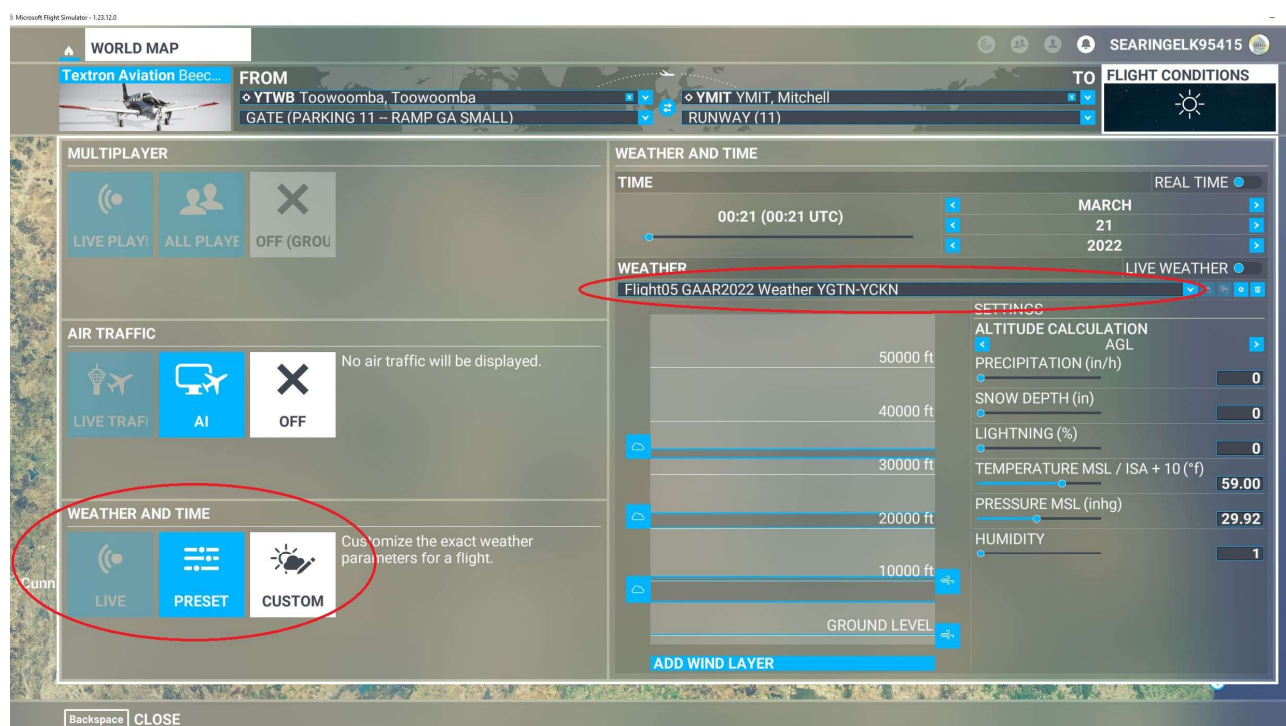 Microsoft Flight Simulator - 1.23.12.0
WORLD MAP
SEARINGELK95415
Textron Aviation Beec...
FROM
YTWB Toowoomba, Toowoomba
GATE (PARKING 11 -- RAMP GA SMALL)
TO
YMIT YMIT, Mitchell
RUNWAY (11)
FLIGHT CONDITIONS
MULTIPLAYER
LIVE PLAYI
ALL PLAYE
OFF (GROU
AIR TRAFFIC
No air traffic will be displayed.
LIVE TRAFI
AI
OFF
WEATHER AND TIME
Customize the exact weather
parameters for a flight.
LIVE
PRESET
CUSTOM
Cunn
WEATHER AND TIME
TIME
REAL TIME
00:21 (00:21 UTC)
MARCH
21
2022
WEATHER
LIVE WEATHER
Flight05 GAAR2022 Weather YGTN-YCKN
50000 ft
40000 ft
30000 ft
20000 ft
10000 ft
GROUND LEVEL
ADD WIND LAYER
SETTINGS
ALTITUDE CALCULATION
AGL
PRECIPITATION (in/h)
0
SNOW DEPTH (in)
0
LIGHTNING (%)
0
TEMPERATURE MSL / ISA + 10 (°f)
59.00
PRESSURE MSL (inhg)
29.92
HUMIDITY
1
Backspace CLOSE